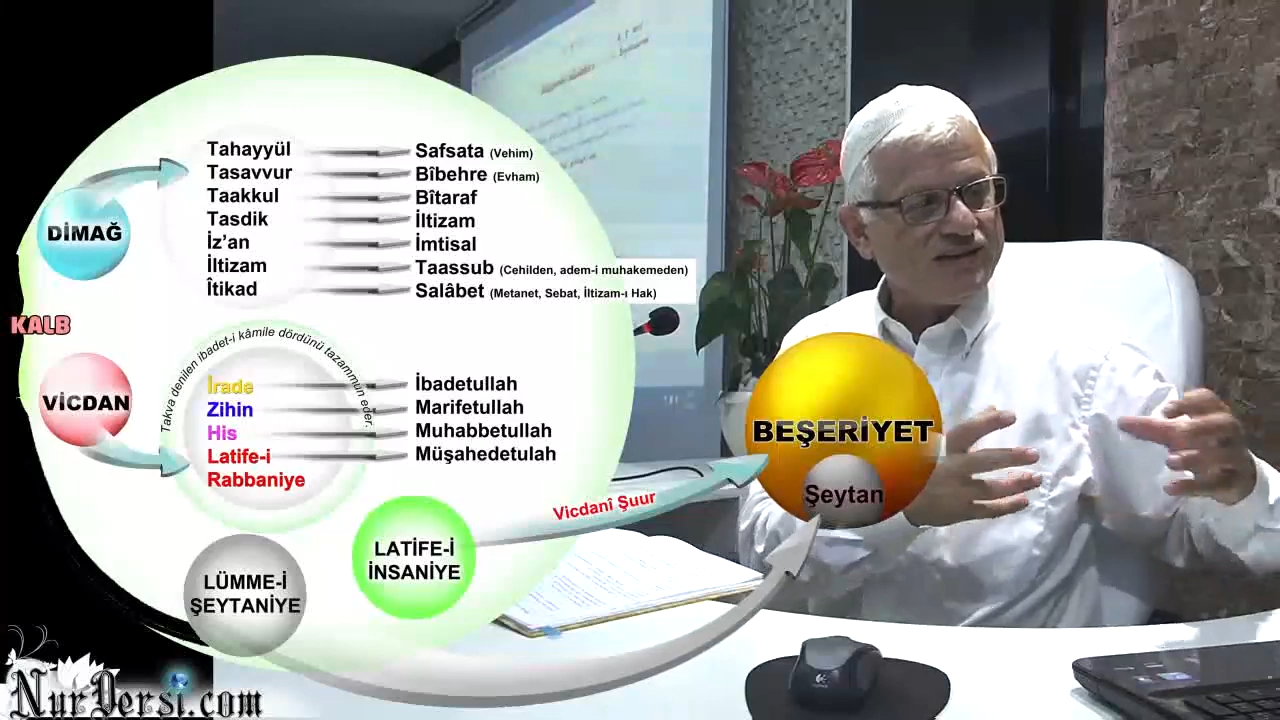 KALB
DİMAĞ
Tahayyül
Tasavvur
Taakkul
Tasdik
İz’an
İltizam
Îtikad
Safsata (Vehim)
Bîbehre (Evham)
Bîtaraf
İltizam
İmtisal
Taassub (Cehilden, adem-i muhakemeden)
Salâbet (Metanet, Sebat, İltizam-ı Hak)
VİCDAN
Takva denilen ibadet-i kâmile dördünü tazammun eder.
İrade
Zihin
His
Latife-i
Rabbaniye
İbadetullah
Marifetullah
Muhabbetullah
Müşahedetulah
BEŞERİYET
Şeytan
Vicdanî Şuur
LATİFE-İ
İNSANİYE
LÜMME-İ
ŞEYTANİYE
NurDersi.com